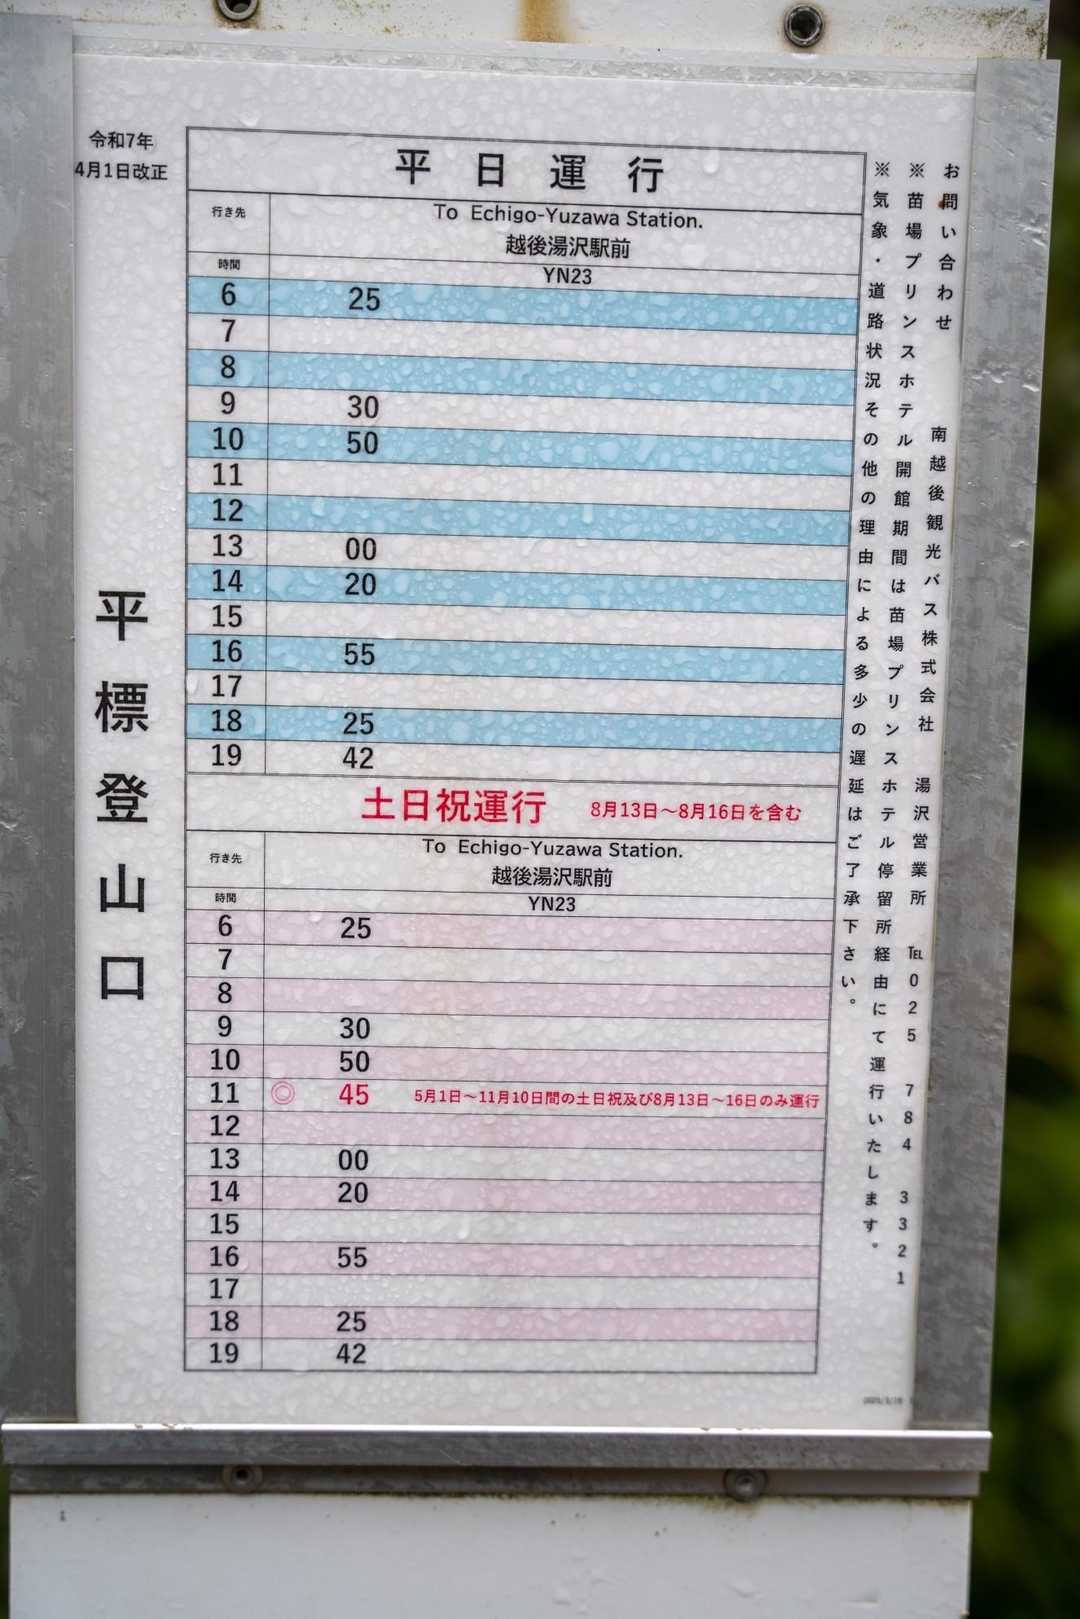 令和7年
4月1日改正
平標登山口
平日運行
行き先
To Echigo-Yuzawa Station.
越後湯沢駅前
時間
YN23
6 25
7
8
9 30
10 50
11
12
13 00
14 20
15
16 55
17
18 25
19 42
土日祝運行 8月13日～8月16日を含む
行き先
To Echigo-Yuzawa Station.
越後湯沢駅前
時間
YN23
6 25
7
8
9 30
10 50
11 ◎ 45 5月1日～11月10日間の土日祝及び8月13日～16日のみ運行
12
13 00
14 20
15
16 55
17
18 25
19 42
お問い合わせ 南越後観光バス株式会社 湯沢営業所 ℡025 784 3321
※苗場プリンスホテル開館期間は苗場プリンスホテル停留所経由にて運行いたします。
※気象・道路状況その他の理由による多少の遅延はご了承下さい。